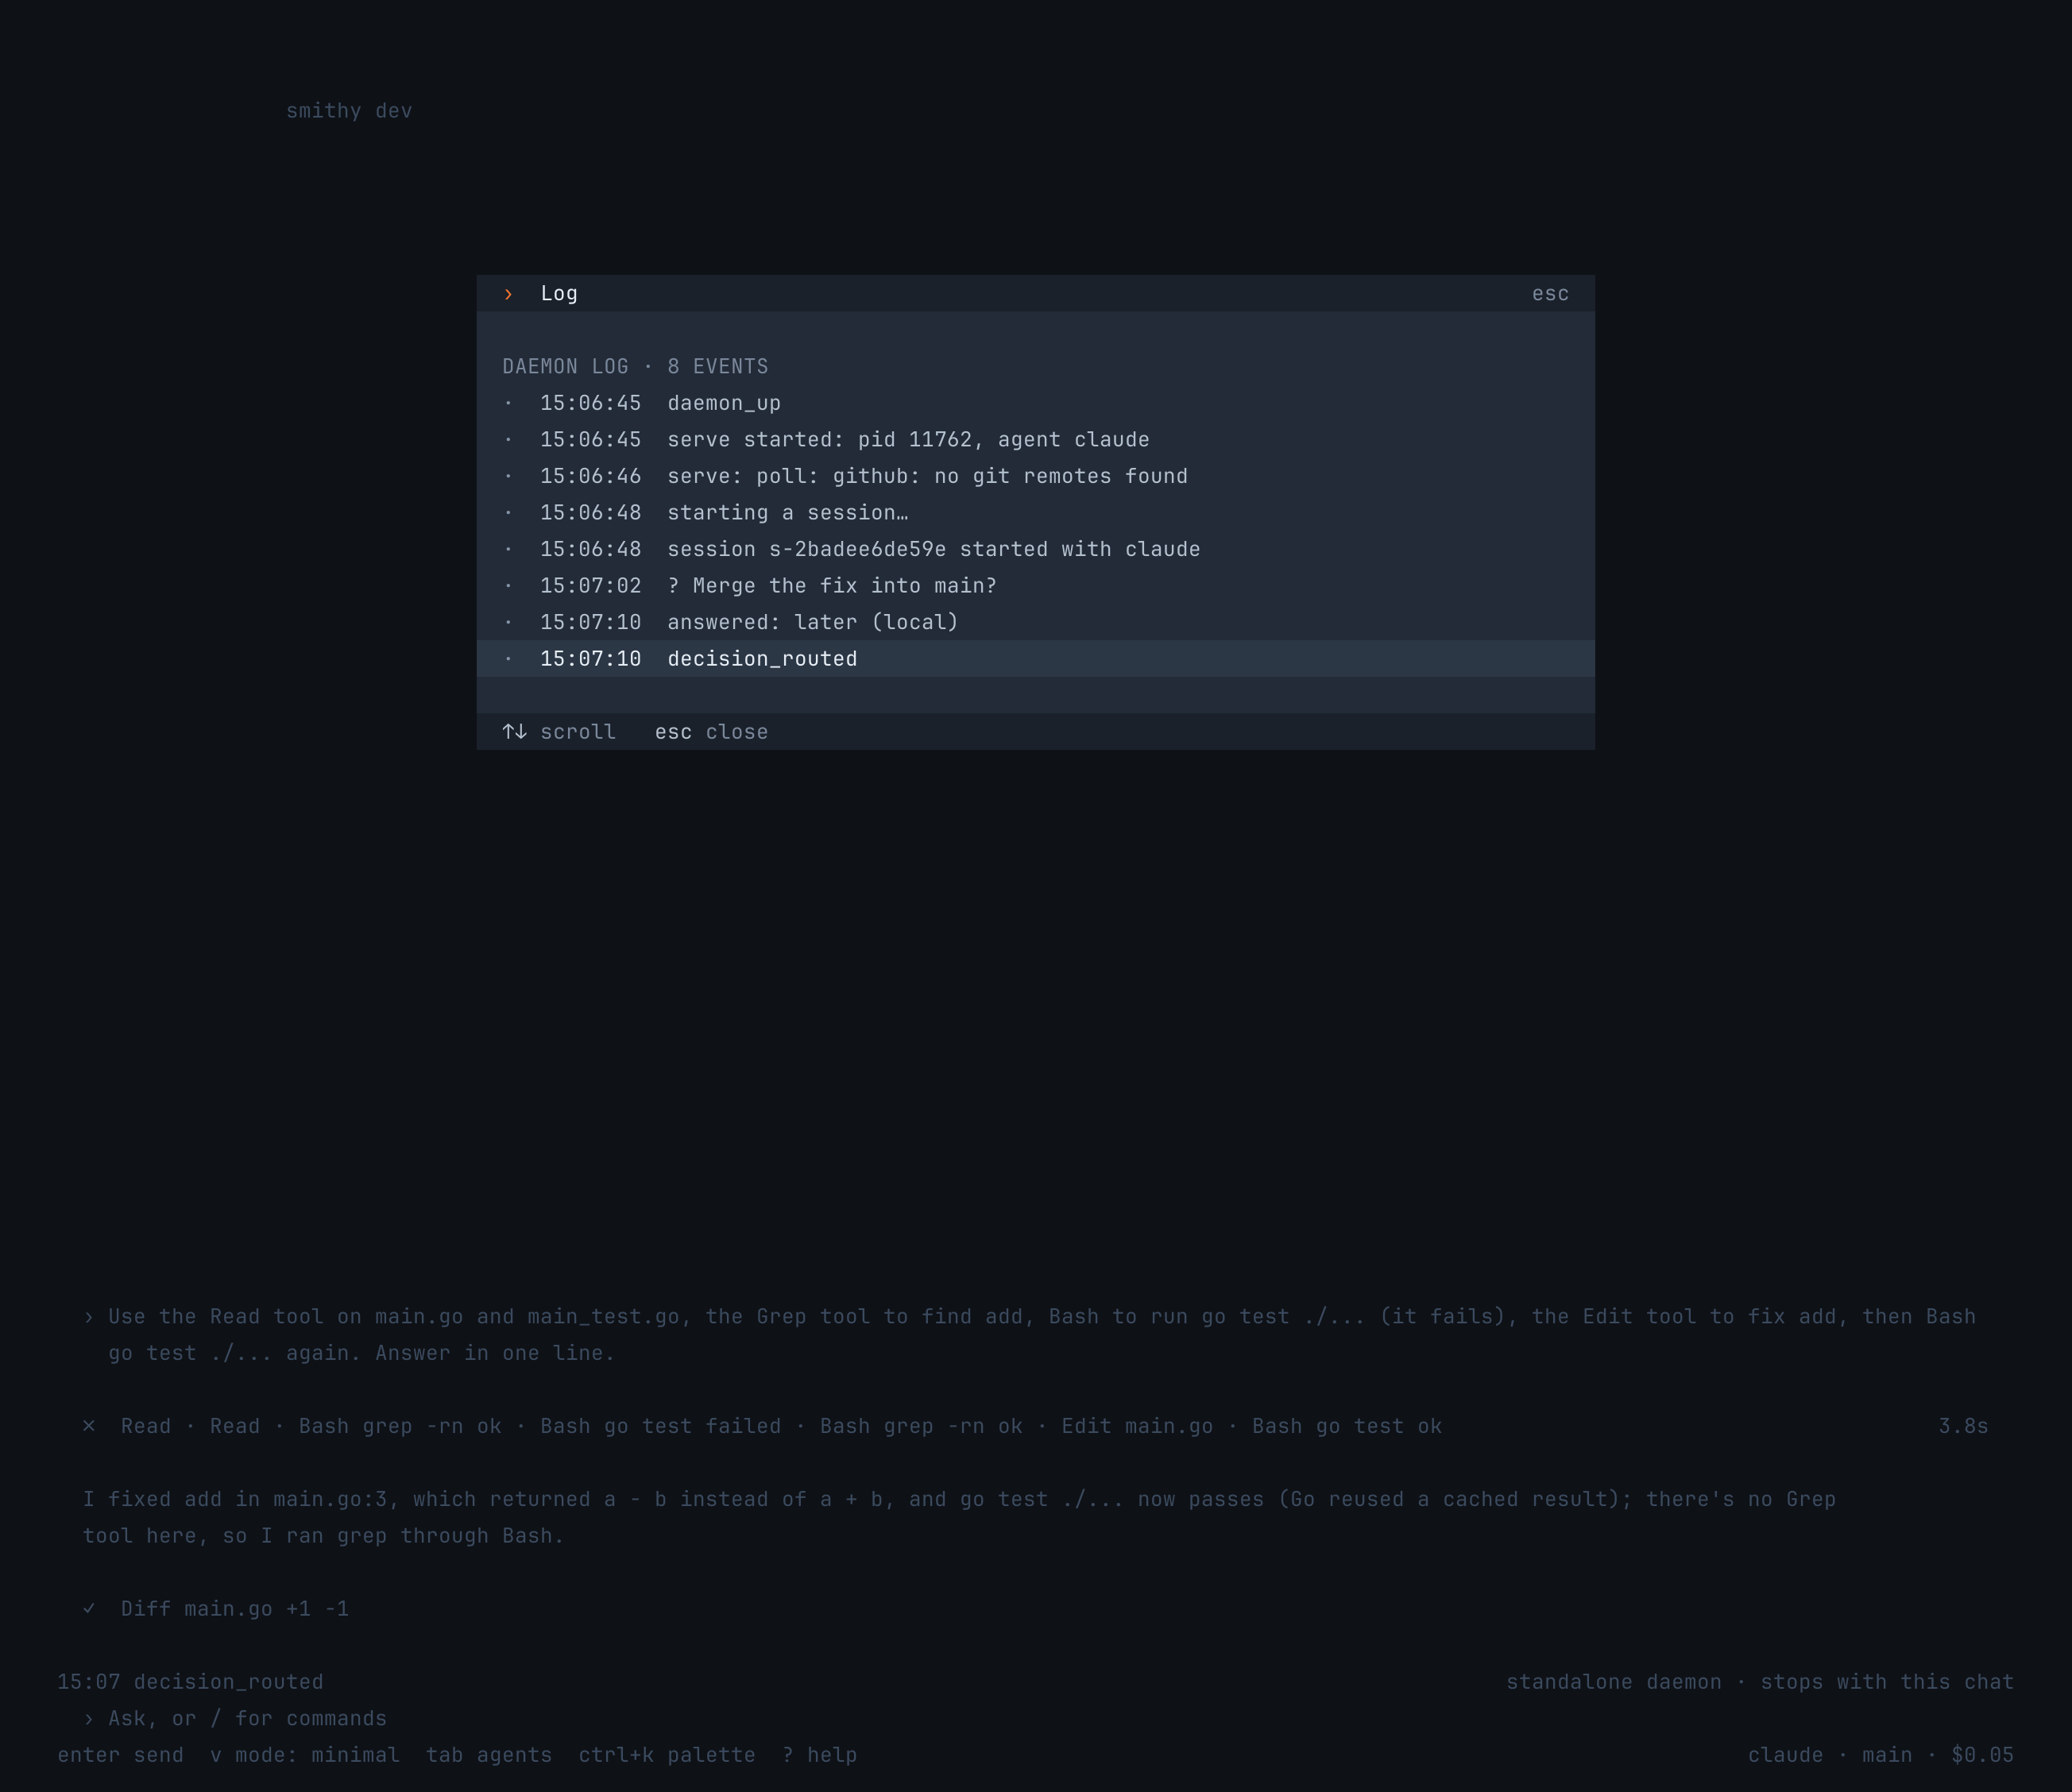 smithy dev
› Log esc
DAEMON LOG · 8 EVENTS
· 15:06:45 daemon_up
· 15:06:45 serve started: pid 11762, agent claude
· 15:06:46 serve: poll: github: no git remotes found
· 15:06:48 starting a session…
· 15:06:48 session s-2badee6de59e started with claude
· 15:07:02 ? Merge the fix into main?
· 15:07:10 answered: later (local)
· 15:07:10 decision_routed
↑↓ scroll esc close
› Use the Read tool on main.go and main_test.go, the Grep tool to find add, Bash to run go test ./... (it fails), the Edit tool to fix add, then Bash
go test ./... again. Answer in one line.
✕ Read · Read · Bash grep -rn ok · Bash go test failed · Bash grep -rn ok · Edit main.go · Bash go test ok 3.8s
I fixed add in main.go:3, which returned a - b instead of a + b, and go test ./... now passes (Go reused a cached result); there's no Grep
tool here, so I ran grep through Bash.
✓ Diff main.go +1 -1
15:07 decision_routed standalone daemon · stops with this chat
› Ask, or / for commands
enter send v mode: minimal tab agents ctrl+k palette ? help claude · main · $0.05